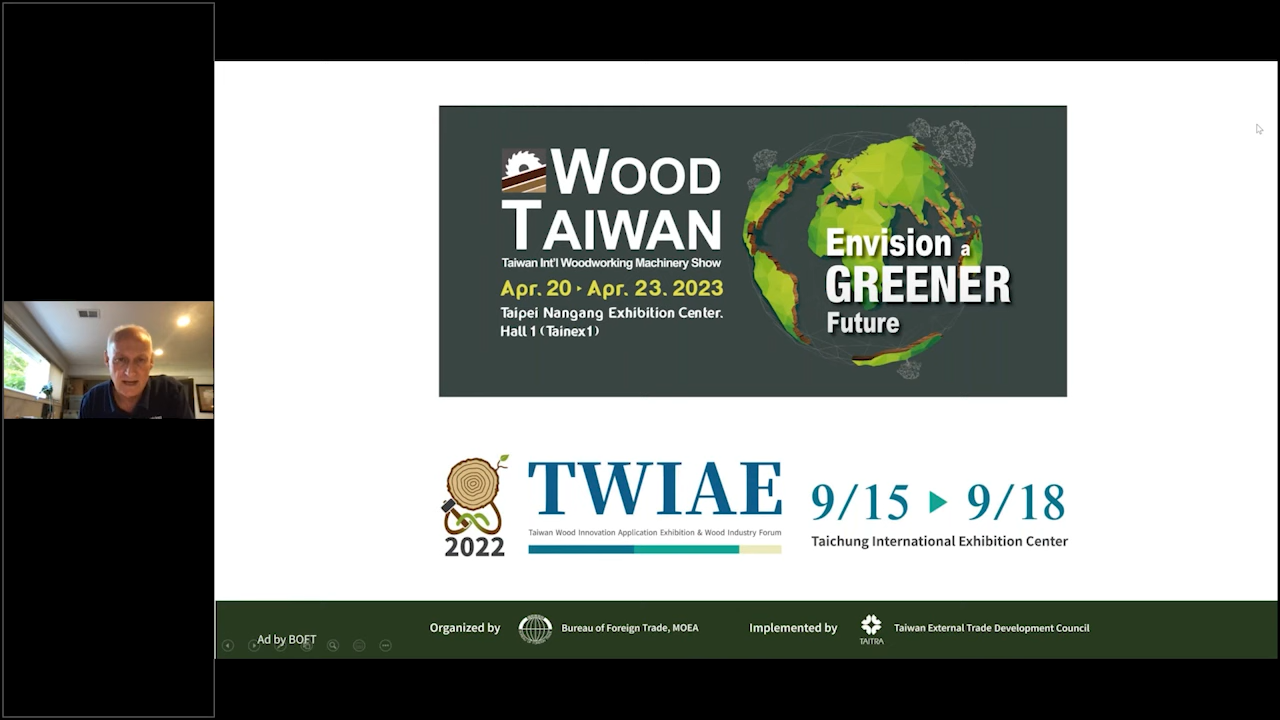 WOOD
TAIWAN
Taiwan Int'l Woodworking Machinery Show
Apr. 20 ‣ Apr. 23. 2023
Taipei Nangang Exhibition Center.
Hall 1 (Tainex1)
Envision a
GREENER
Future
2022
TWIAE
Taiwan Wood Innovation Application Exhibition & Wood Industry Forum
9/15 ▶ 9/18
Taichung International Exhibition Center
Ad by BOFT
Organized by
Bureau of Foreign Trade, MOEA
Implemented by
TAITRA
Taiwan External Trade Development Council